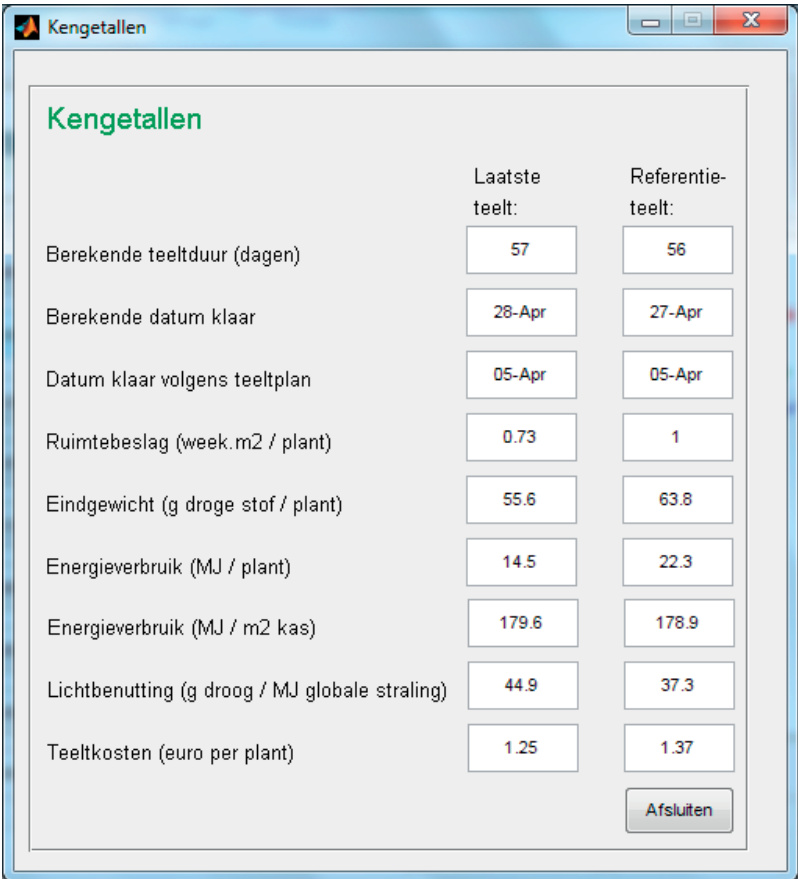 Kengetallen
Kengetallen
Laatste Referentie-
teelt: teelt:
Berekende teeltduur (dagen) 57 56
Berekende datum klaar 28-Apr 27-Apr
Datum klaar volgens teeltplan 05-Apr 05-Apr
Ruimtebeslag (week.m2 / plant) 0.73 1
Eindgewicht (g droge stof / plant) 55.6 63.8
Energieverbruik (MJ / plant) 14.5 22.3
Energieverbruik (MJ / m2 kas) 179.6 178.9
Lichtbenutting (g droog / MJ globale straling) 44.9 37.3
Teeltkosten (euro per plant) 1.25 1.37
Afsluiten